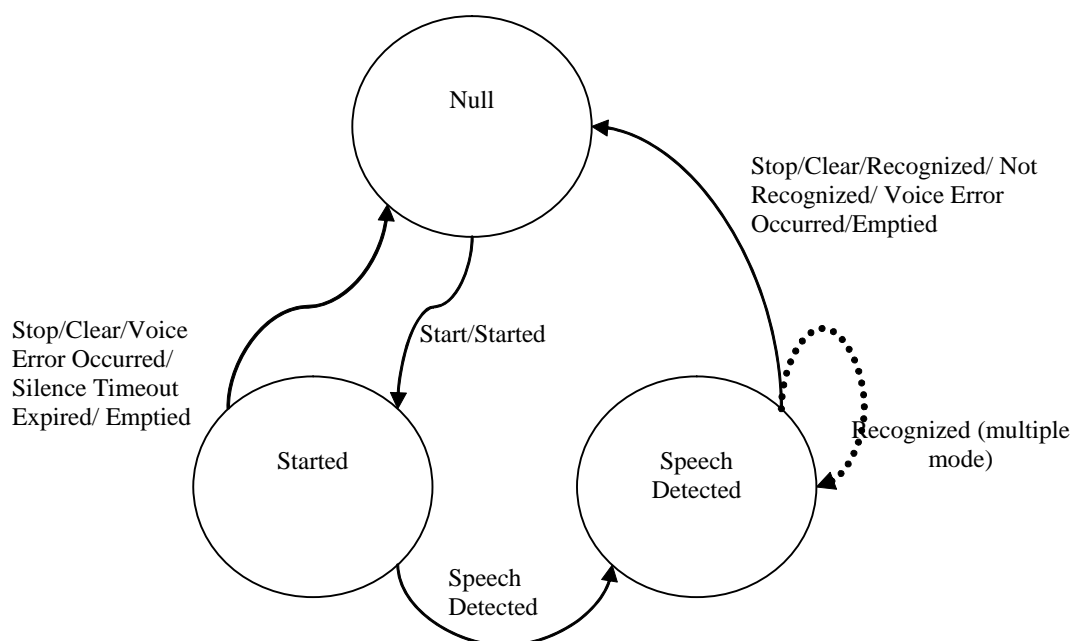 Null
Stop/Clear/Recognized/ Not
Recognized/ Voice Error
Occurred/Emptied
Stop/Clear/Voice
Error Occurred/
Silence Timeout
Expired/ Emptied
Start/Started
Started
Speech
Detected
Recognized (multiple
mode)
Speech
Detected